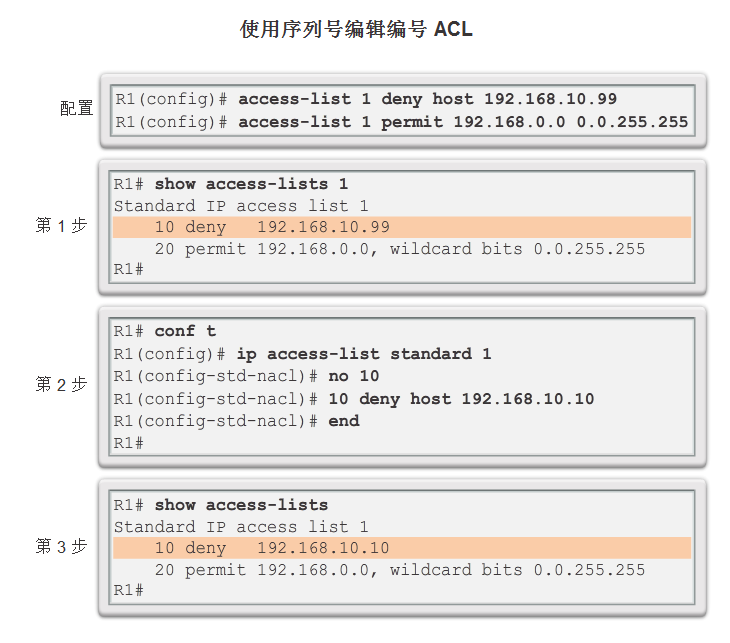 使用序列号编辑编号 ACL
配置
R1(config)# access-list 1 deny host 192.168.10.99
R1(config)# access-list 1 permit 192.168.0.0 0.0.255.255
第 1 步
R1# show access-lists 1
Standard IP access list 1
10 deny 192.168.10.99
20 permit 192.168.0.0, wildcard bits 0.0.255.255
R1#
第 2 步
R1# conf t
R1(config)# ip access-list standard 1
R1(config-std-nacl)# no 10
R1(config-std-nacl)# 10 deny host 192.168.10.10
R1(config-std-nacl)# end
R1#
第 3 步
R1# show access-lists
Standard IP access list 1
10 deny 192.168.10.10
20 permit 192.168.0.0, wildcard bits 0.0.255.255
R1#